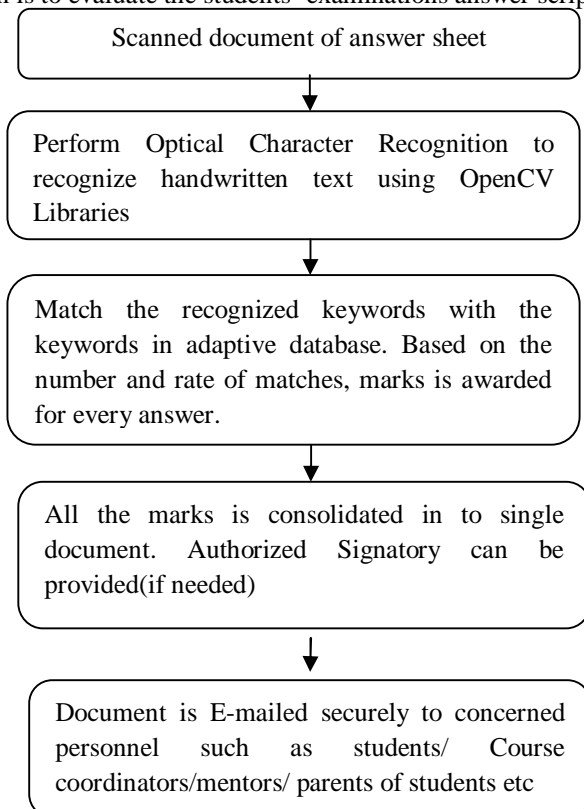 is to evaluate the students' examinations answer scrip
Scanned document of answer sheet
Perform Optical Character Recognition to
recognize handwritten text using OpenCV
Libraries
Match the recognized keywords with the
keywords in adaptive database. Based on the
number and rate of matches, marks is awarded
for every answer.
All the marks is consolidated in to single
document. Authorized Signatory can be
provided(if needed)
Document is E-mailed securely to concerned
personnel such as students/ Course
coordinators/mentors/ parents of students etc